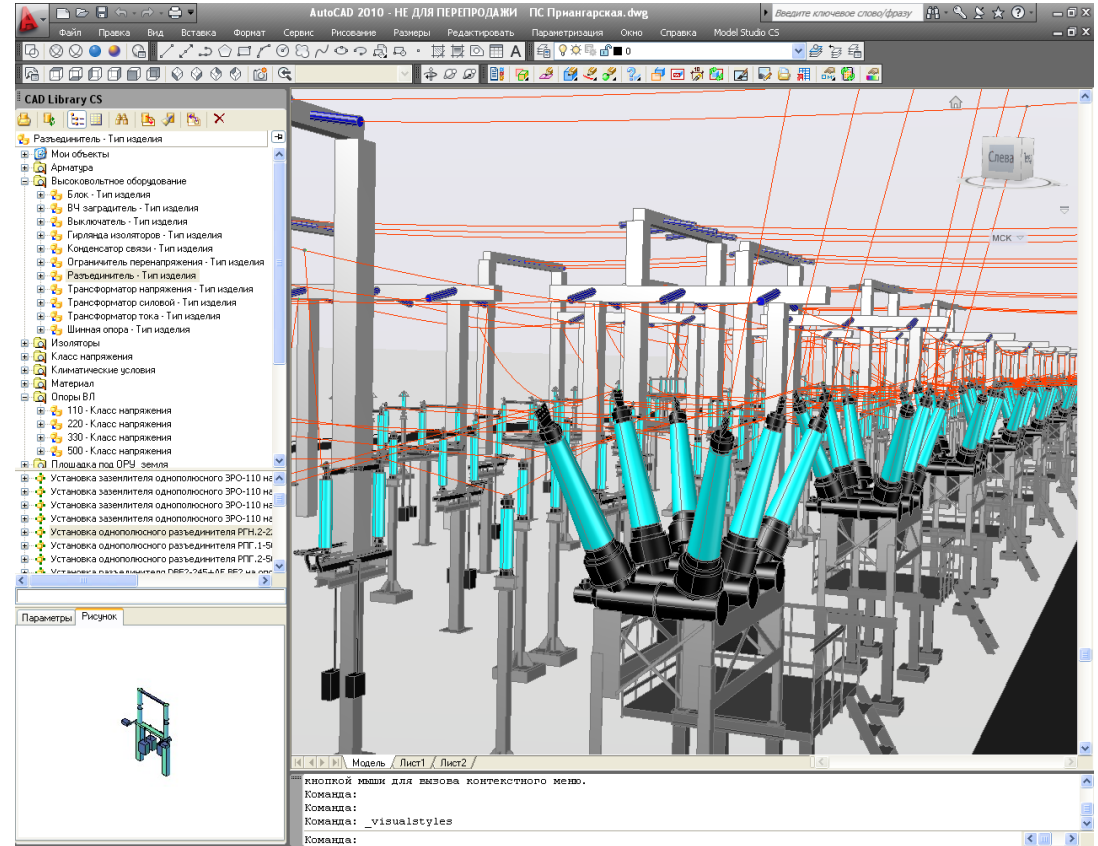 AutoCAD 2010 - НЕ ДЛЯ ПЕРЕПРОДАЖИ ПС Приангарская.dwg
Введите ключевое слово/фразу
Файл Правка Вид Вставка Формат Сервис Рисование Размеры Редактировать Параметризация Окно Справка Model Studio CS
A
0
CAD Library CS
Разъединитель - Тип изделия
Мои объекты
Арматура
Высоковольтное оборудование
Блок - Тип изделия
ВЧ заградитель - Тип изделия
Выключатель - Тип изделия
Гирлянда изоляторов - Тип изделия
Конденсатор связи - Тип изделия
Ограничитель перенапряжения - Тип изделия
Разъединитель - Тип изделия
Трансформатор напряжения - Тип изделия
Трансформатор силовой - Тип изделия
Трансформатор тока - Тип изделия
Шинная опора - Тип изделия
Изоляторы
Класс напряжения
Климатические условия
Материал
Опоры ВЛ
110 - Класс напряжения
220 - Класс напряжения
330 - Класс напряжения
500 - Класс напряжения
Площадка под ОРУ земля
Установка заземлителя однополюсного ЗРО-110 на
Установка заземлителя однополюсного ЗРО-110 на
Установка заземлителя однополюсного ЗРО-110 на
Установка заземлителя однополюсного ЗРО-110 на
Установка однополюсного разъединителя РГН.2-2
Установка однополюсного разъединителя РПГ.1-5
Установка однополюсного разъединителя РПГ.2-5
Параметры Рисунок
Слева
МСК
Модель Лист1 Лист2
кнопкой мыши для вызова контекстного меню.
Команда:
Команда:
Команда: _visualstyles
Команда: